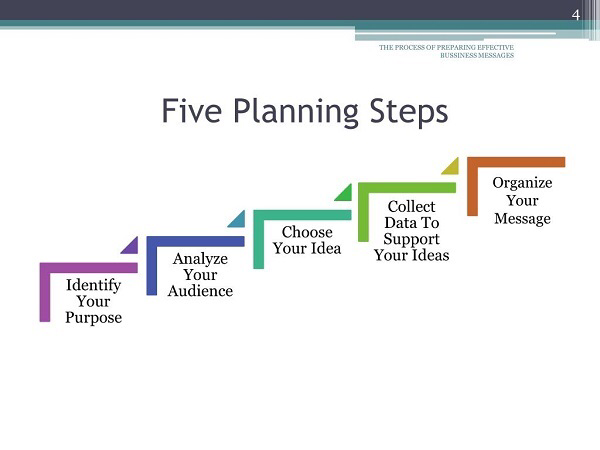 4
THE PROCESS OF PREPARING EFFECTIVE
BUSSINESS MESSAGES
Five Planning Steps
Identify
Your
Purpose
Analyze
Your
Audience
Choose
Your Idea
Collect
Data To
Support
Your Ideas
Organize
Your
Message